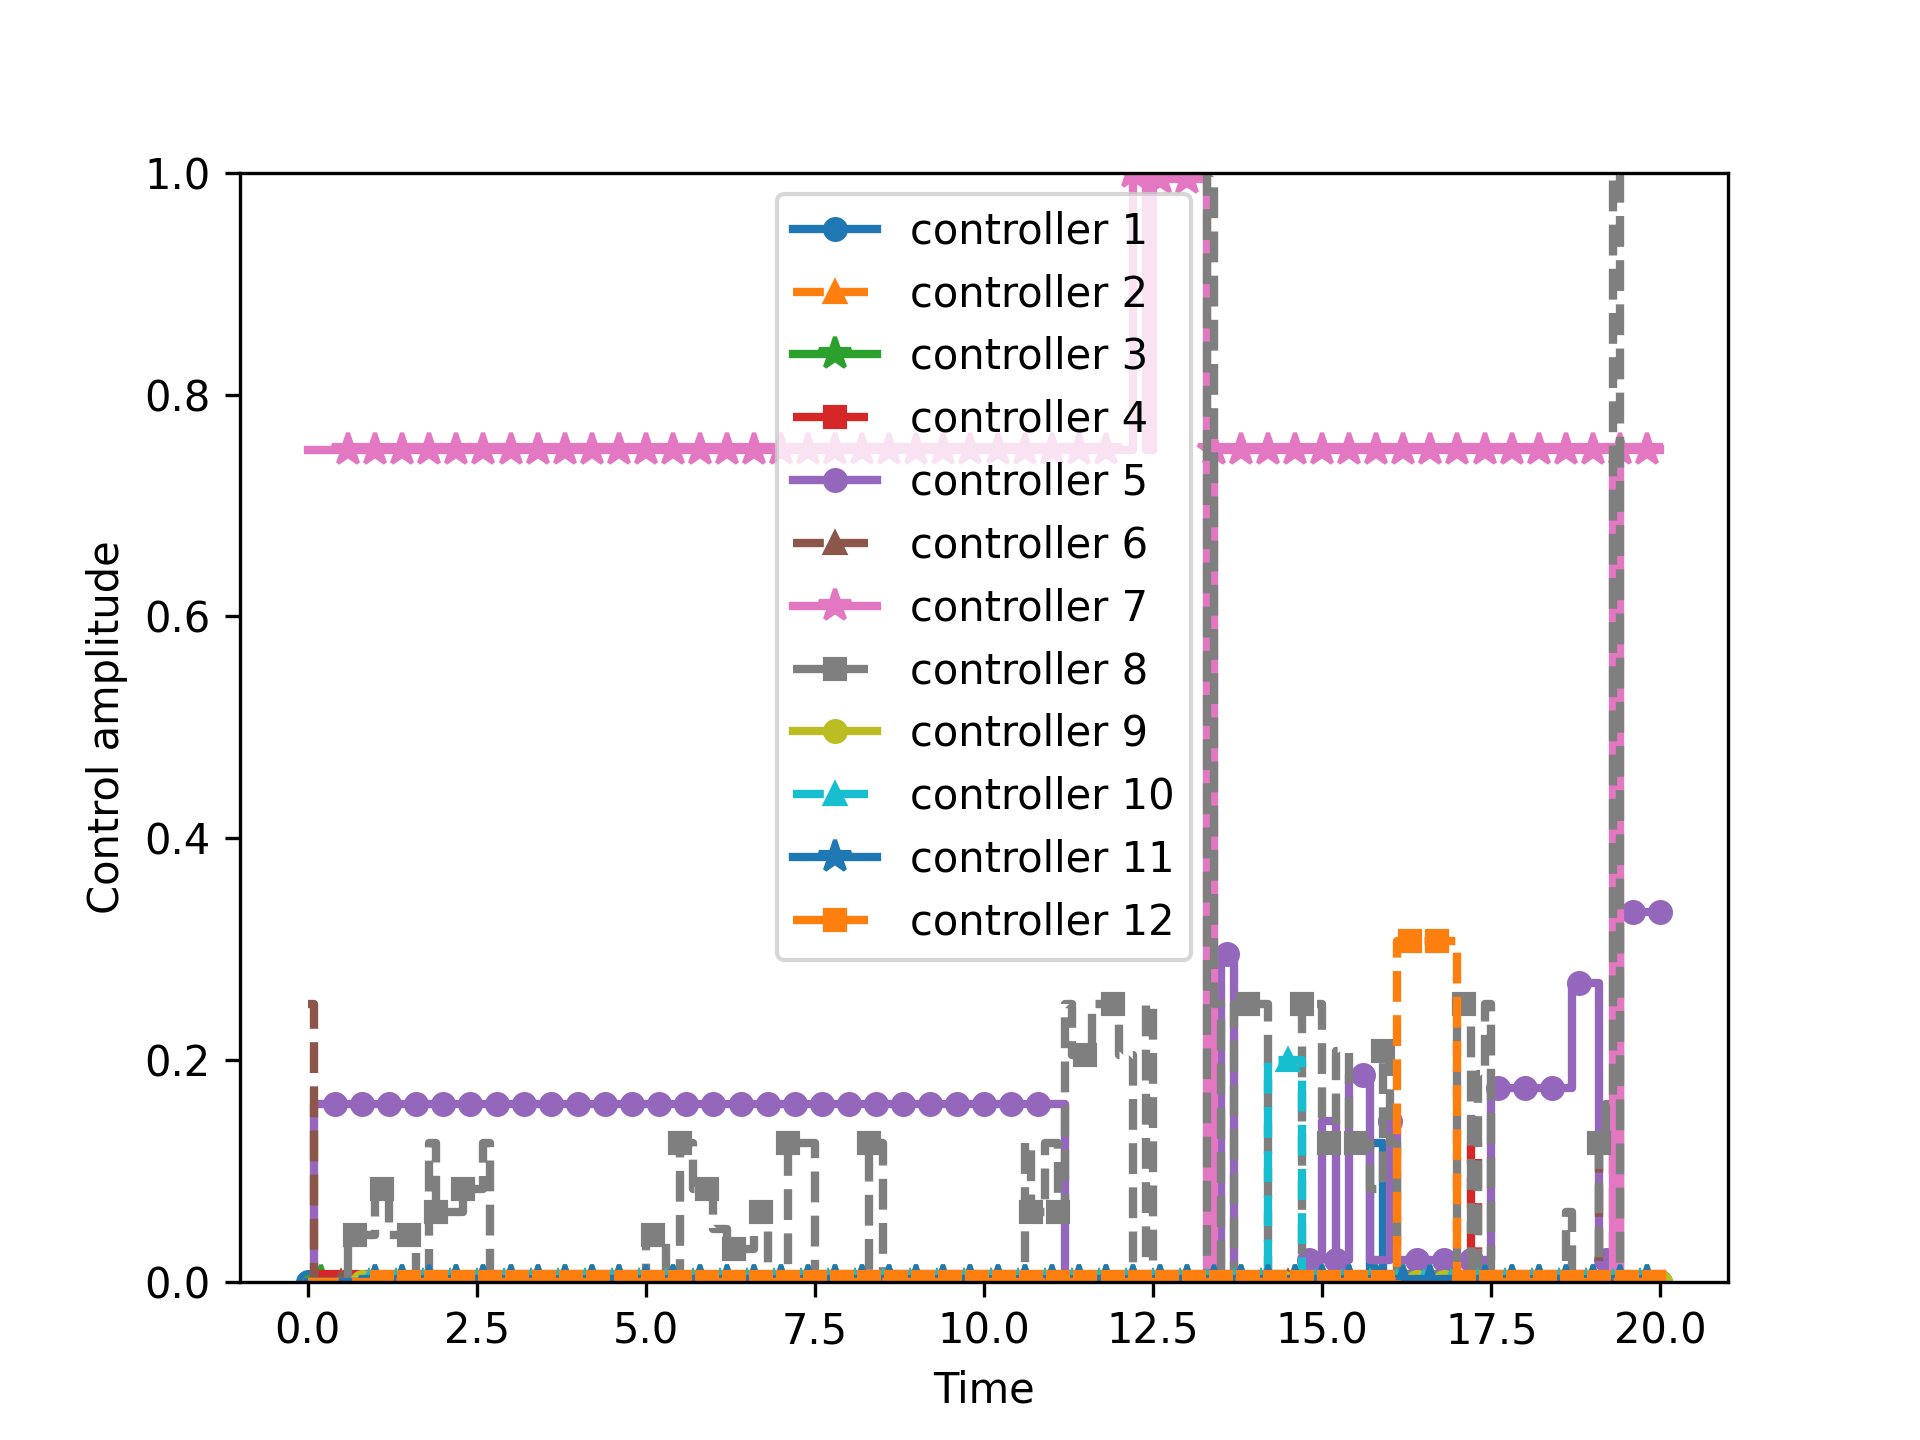 1.0
0.8
0.6
0.4
0.2
0.0
Control amplitude
controller 1
controller 2
controller 3
controller 4
controller 5
controller 6
controller 7
controller 8
controller 9
controller 10
controller 11
controller 12
0.0 2.5 5.0 7.5 10.0 12.5 15.0 17.5 20.0
Time